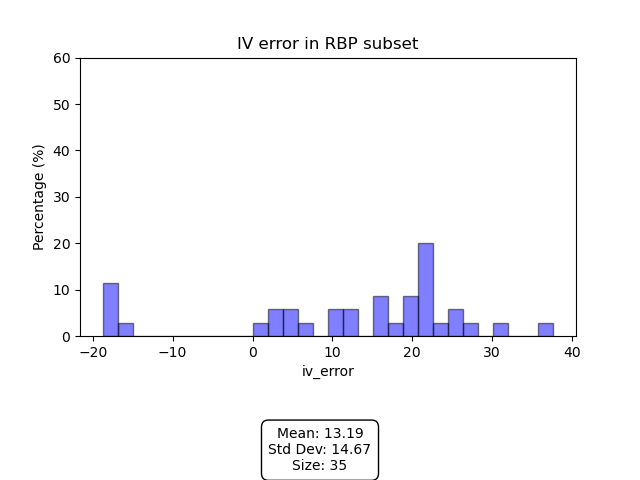 IV error in RBP subset
60
50
40
30
20
10
0
Percentage (%)
−20
−10
0
10
20
30
40
iv_error
Mean: 13.19
Std Dev: 14.67
Size: 35